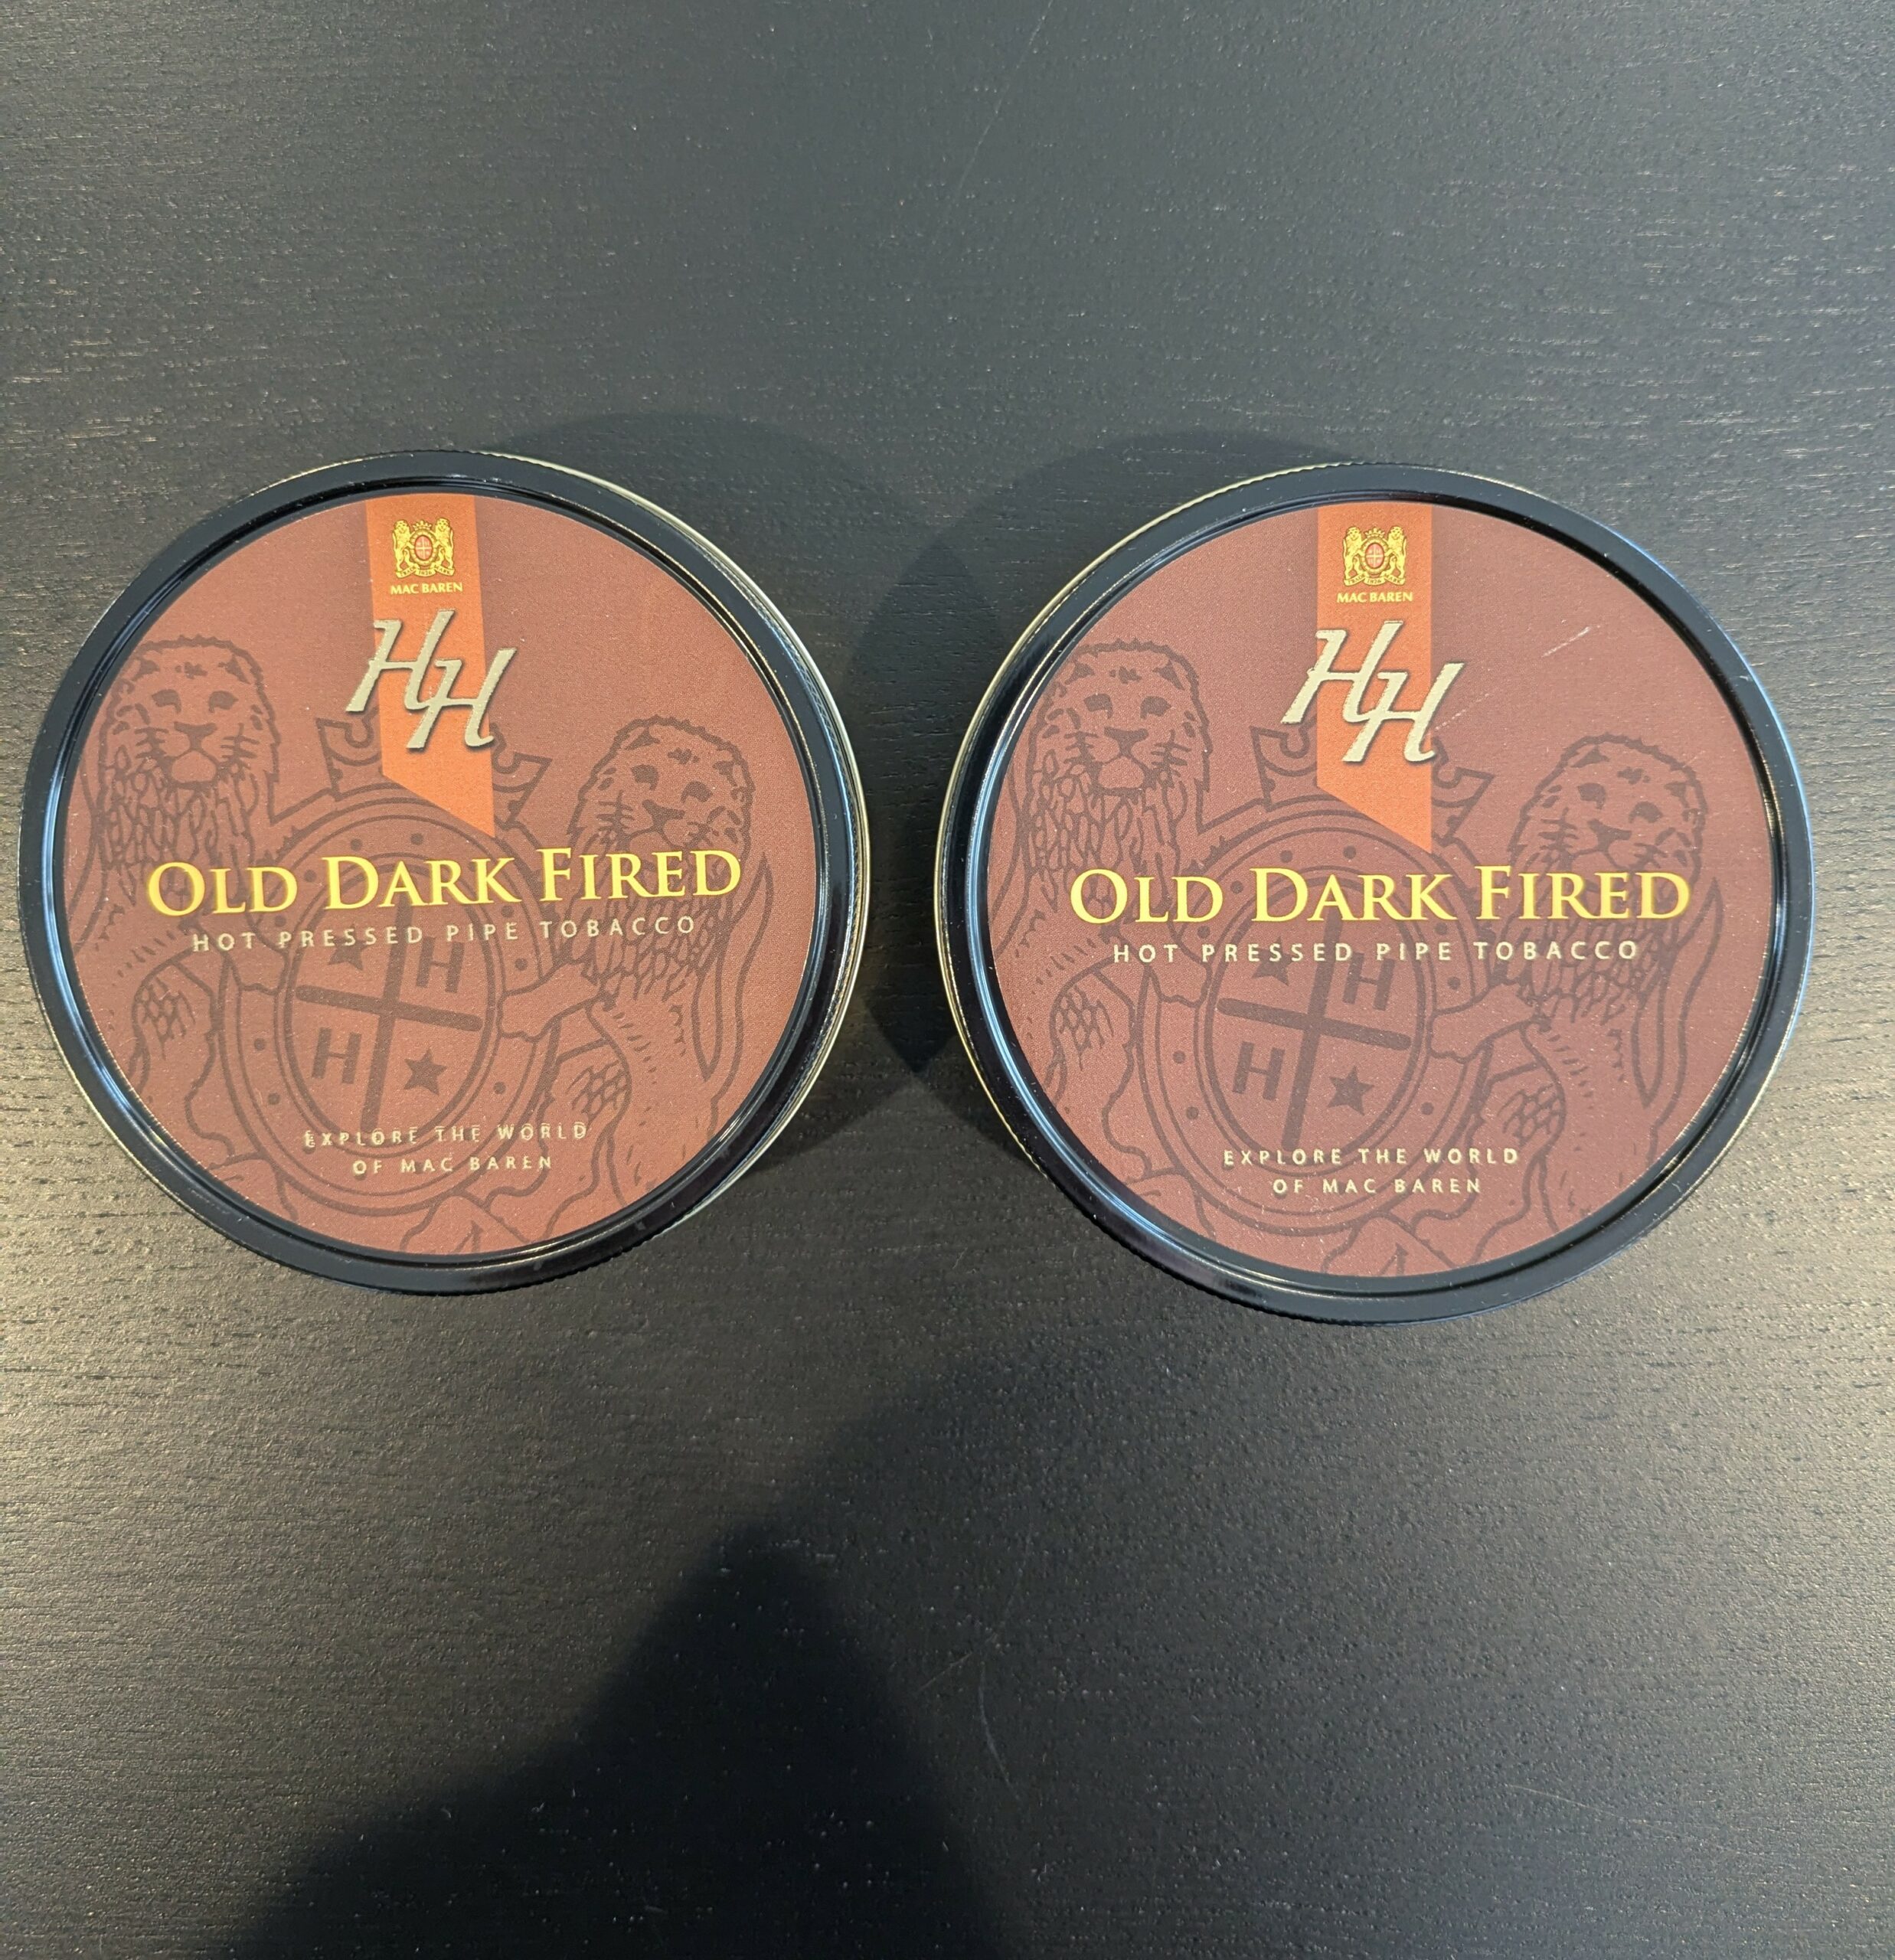 MAC BAREN
HH
OLD DARK FIRED
HOT PRESSED PIPE TOBACCO
H
H
EXPLORE THE WORLD
OF MAC BAREN
MAC BAREN
HH
OLD DARK FIRED
HOT PRESSED PIPE TOBACCO
H
H
EXPLORE THE WORLD
OF MAC BAREN